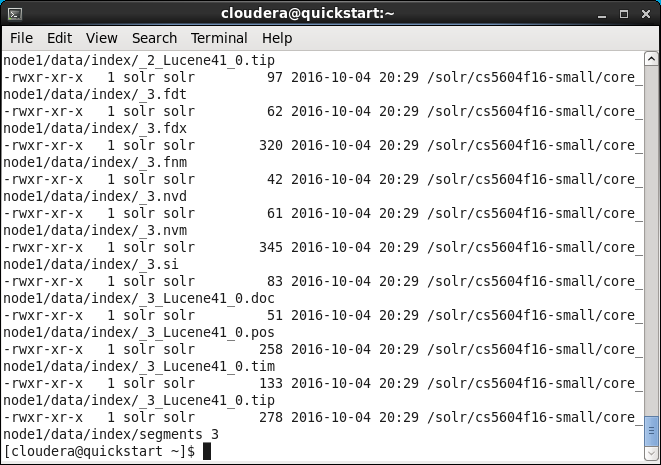 cloudera@quickstart:~
File Edit View Search Terminal Help
node1/data/index/_2_Lucene41_0.tip
-rwxr-xr-x   1 solr solr         97 2016-10-04 20:29 /solr/cs5604f16-small/core_
node1/data/index/_3.fdt
-rwxr-xr-x   1 solr solr         62 2016-10-04 20:29 /solr/cs5604f16-small/core_
node1/data/index/_3.fdx
-rwxr-xr-x   1 solr solr        320 2016-10-04 20:29 /solr/cs5604f16-small/core_
node1/data/index/_3.fnm
-rwxr-xr-x   1 solr solr         42 2016-10-04 20:29 /solr/cs5604f16-small/core_
node1/data/index/_3.nvd
-rwxr-xr-x   1 solr solr         61 2016-10-04 20:29 /solr/cs5604f16-small/core_
node1/data/index/_3.nvm
-rwxr-xr-x   1 solr solr        345 2016-10-04 20:29 /solr/cs5604f16-small/core_
node1/data/index/_3.si
-rwxr-xr-x   1 solr solr         83 2016-10-04 20:29 /solr/cs5604f16-small/core_
node1/data/index/_3_Lucene41_0.doc
-rwxr-xr-x   1 solr solr         51 2016-10-04 20:29 /solr/cs5604f16-small/core_
node1/data/index/_3_Lucene41_0.pos
-rwxr-xr-x   1 solr solr        258 2016-10-04 20:29 /solr/cs5604f16-small/core_
node1/data/index/_3_Lucene41_0.tim
-rwxr-xr-x   1 solr solr        133 2016-10-04 20:29 /solr/cs5604f16-small/core_
node1/data/index/_3_Lucene41_0.tip
-rwxr-xr-x   1 solr solr        278 2016-10-04 20:29 /solr/cs5604f16-small/core_
node1/data/index/segments_3
[cloudera@quickstart ~]$